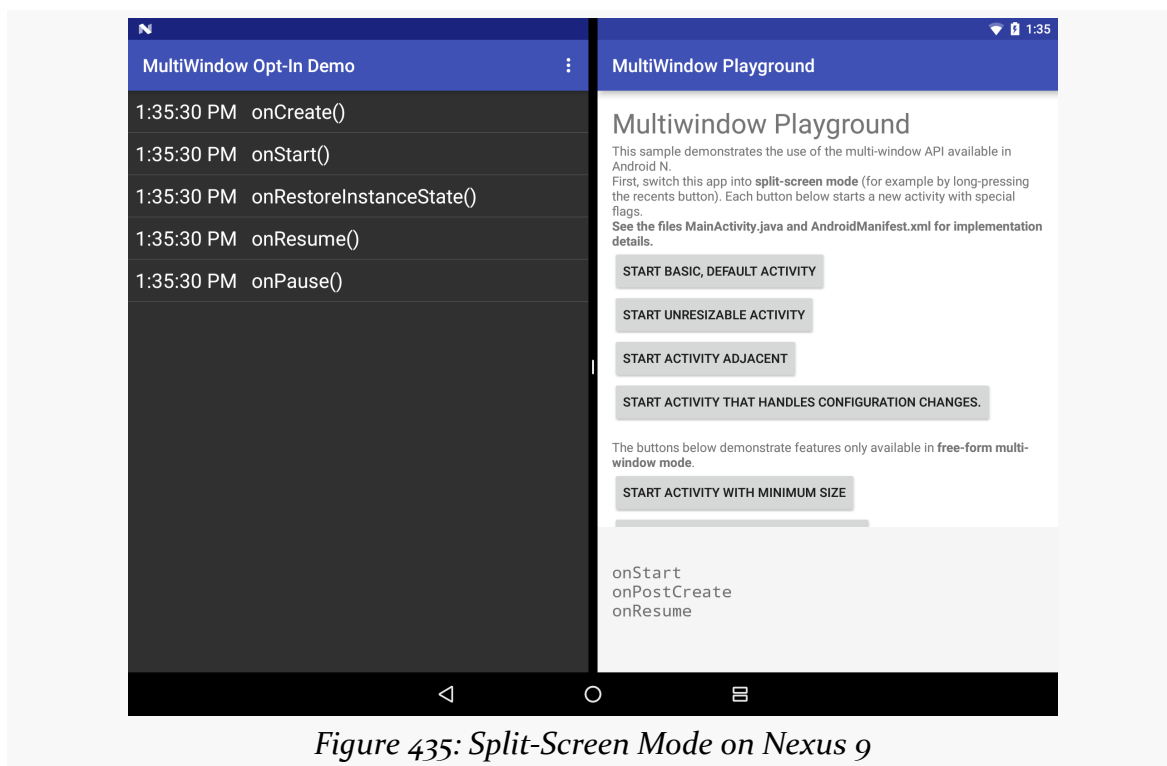 N
MultiWindow Opt-In Demo
1:35:30 PM onCreate()
1:35:30 PM onStart()
1:35:30 PM onRestoreInstanceState()
1:35:30 PM onResume()
1:35:30 PM onPause()
1:35
MultiWindow Playground
Multiwindow Playground
This sample demonstrates the use of the multi-window API available in
Android N.
First, switch this app into split-screen mode (for example by long-pressing
the recents button). Each button below starts a new activity with special
flags.
See the files MainActivity.java and AndroidManifest.xml for implementation
details.
START BASIC, DEFAULT ACTIVITY
START UNRESIZABLE ACTIVITY
START ACTIVITY ADJACENT
START ACTIVITY THAT HANDLES CONFIGURATION CHANGES.
The buttons below demonstrate features only available in free-form multi-
window mode.
START ACTIVITY WITH MINIMUM SIZE
onStart
onPostCreate
onResume
Figure 435: Split-Screen Mode on Nexus 9